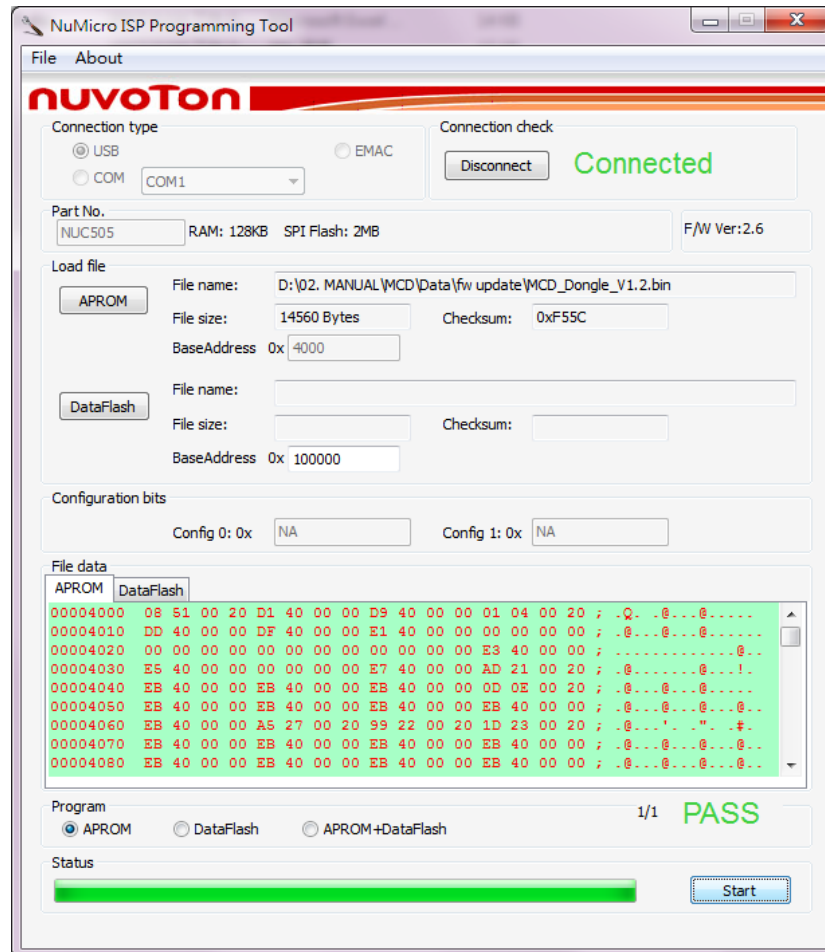 NuMicro ISP Programming Tool
File About
nuvoTon
Connection type
USB
EMAC
COM COM1
Connection check
Disconnect Connected
Part No.
NUC505 RAM: 128KB SPI Flash: 2MB
F/W Ver:2.6
Load file
APROM
File name: D:\02. MANUAL\MCD\Data\fw update\MCD_Dongle_V1.2.bin
File size: 14560 Bytes Checksum: 0xF55C
BaseAddress 0x 4000
DataFlash
File name:
File size: Checksum:
BaseAddress 0x 100000
Configuration bits
Config 0: 0x NA Config 1: 0x NA
File data
APROM DataFlash
00004000 08 51 00 20 D1 40 00 00 D9 40 00 00 01 04 00 20 ; .Q. .@...@.....
00004010 DD 40 00 00 DF 40 00 00 E1 40 00 00 00 00 00 00 ; .@...@...@......
00004020 00 00 00 00 00 00 00 00 00 00 00 00 E3 40 00 00 ; .............@..
00004030 E5 40 00 00 00 00 00 00 E7 40 00 00 AD 21 00 20 ; .@.......@...!.
00004040 EB 40 00 00 EB 40 00 00 EB 40 00 00 0D 0E 00 20 ; .@...@...@.....
00004050 EB 40 00 00 EB 40 00 00 EB 40 00 00 EB 40 00 00 ; .@...@...@...@..
00004060 EB 40 00 00 A5 27 00 20 99 22 00 20 1D 23 00 20 ; .@...'. .". .#.
00004070 EB 40 00 00 EB 40 00 00 EB 40 00 00 EB 40 00 00 ; .@...@...@...@..
00004080 EB 40 00 00 EB 40 00 00 EB 40 00 00 EB 40 00 00 ; .@...@...@...@..
Program
APROM DataFlash APROM+DataFlash
1/1 PASS
Status
Start